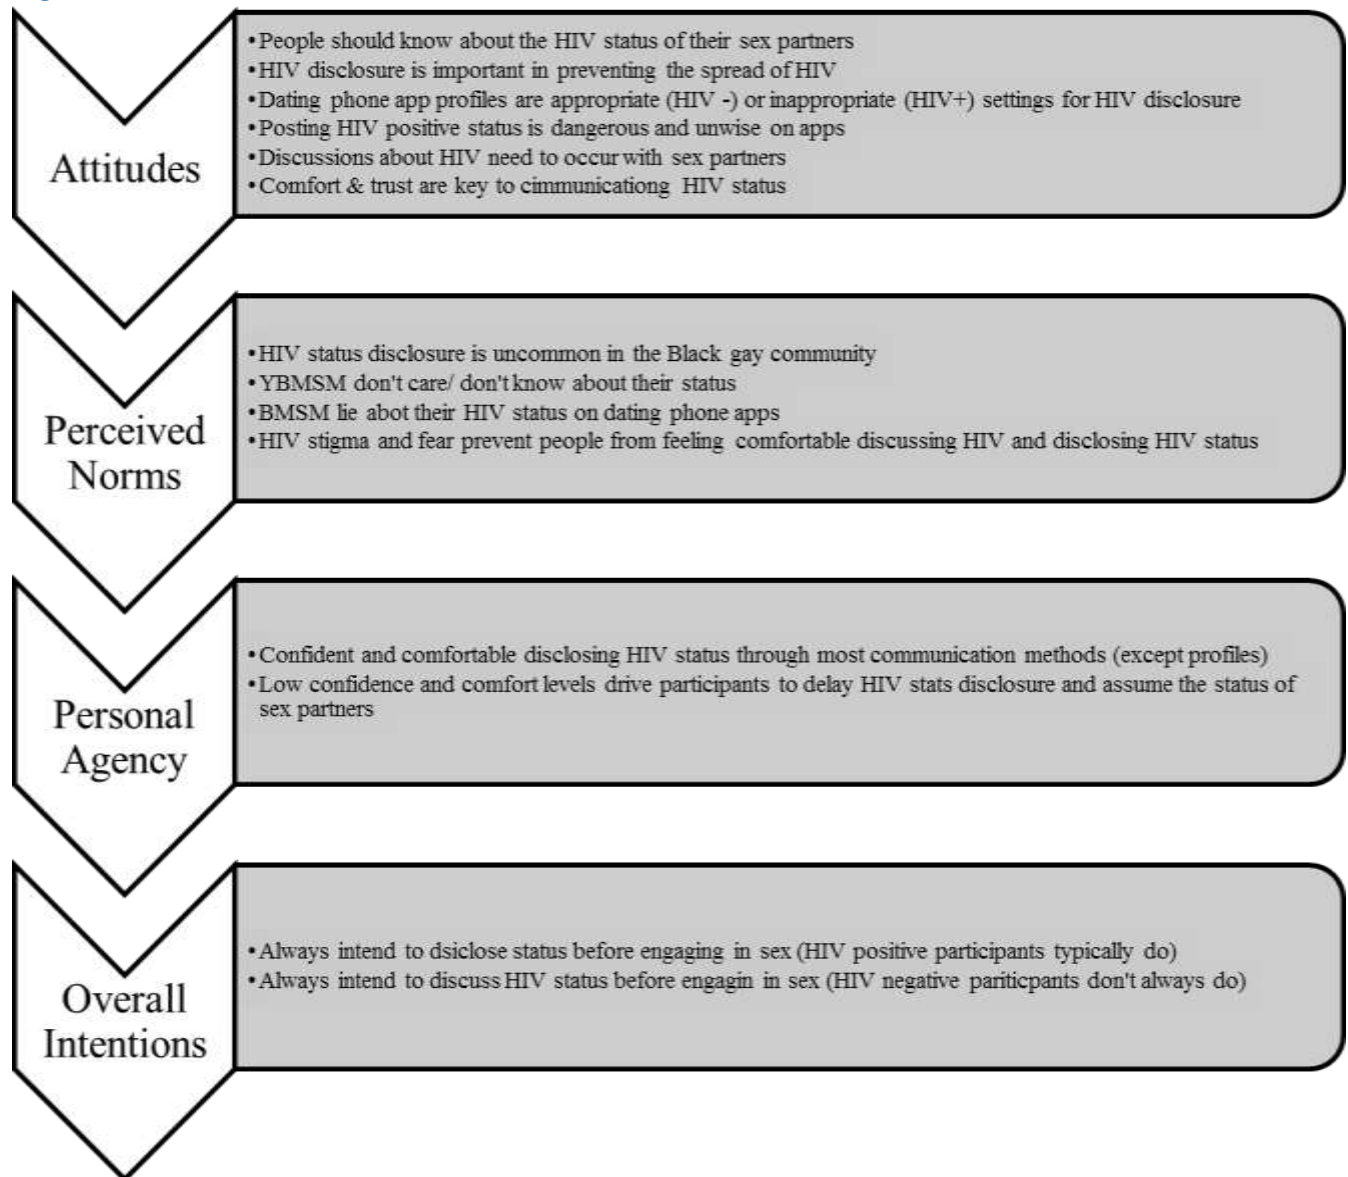 Attitudes
•People should know about the HIV status of their sex partners
•HIV disclosure is important in preventing the spread of HIV
•Dating phone app profiles are appropriate (HIV -) or inappropriate (HIV+) settings for HIV disclosure
•Posting HIV positive status is dangerous and unwise on apps
•Discussions about HIV need to occur with sex partners
•Comfort & trust are key to cimmunicationg HIV status
Perceived
Norms
•HIV status disclosure is uncommon in the Black gay community
•YBMSM don't care/ don't know about their status
•BMSM lie abot their HIV status on dating phone apps
•HIV stigma and fear prevent people from feeling comfortable discussing HIV and disclosing HIV status
Personal
Agency
•Confident and comfortable disclosing HIV status through most communication methods (except profiles)
•Low confidence and comfort levels drive participants to delay HIV stats disclosure and assume the status of
sex partners
Overall
Intentions
•Always intend to dsiclose status before engaging in sex (HIV positive participants typically do)
•Always intend to discuss HIV status before engagin in sex (HIV negative pariticpants don't always do)